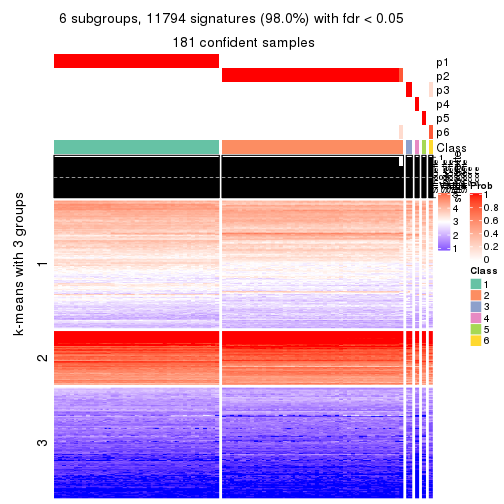 6 subgroups, 11794 signatures (98.0%) with fdr < 0.05
181 confident samples
p1
p2
p3
p4
p5
p6
Class
k-means with 3 groups
1
2
3
4
3
2
1
Prob
1
0.8
0.6
0.4
0.2
0
Class
1
2
3
4
5
6